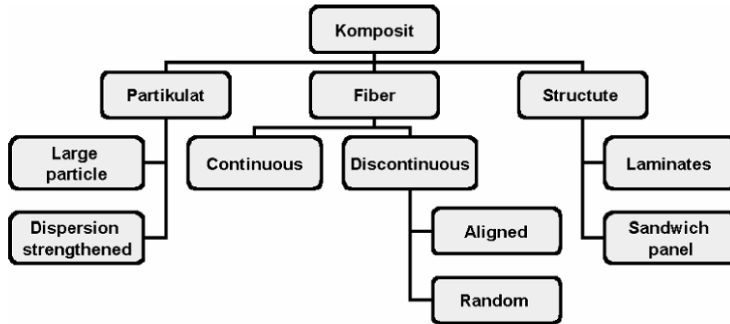 Komposit
Partikulat
Fiber
Structute
Large
particle
Continuous
Discontinuous
Laminates
Dispersion
strengthened
Aligned
Sandwich
panel
Random